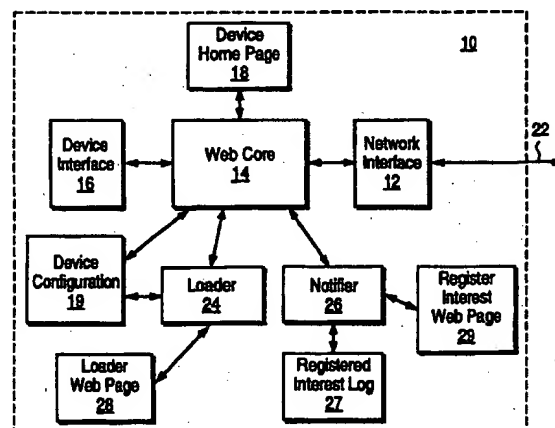 Device
Home Page
18
10
Device
Interface
16
Web Core
14
Network
Interface
12
22
Device
Configuration
19
Loader
24
Notifier
26
Register
Interest
Web Page
29
Loader
Web Page
28
Registered
Interest Log
27